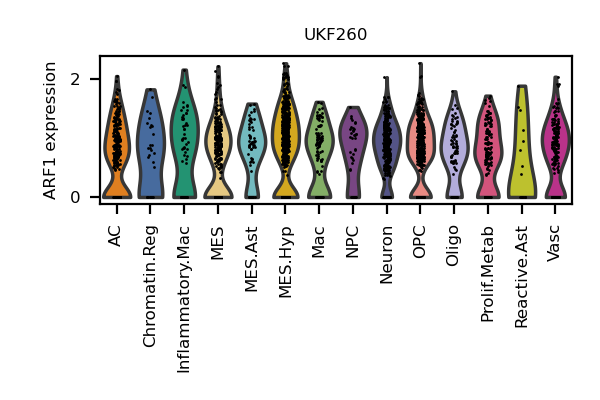 UKF260
ARF1 expression
2
0
AC
Chromatin.Reg
Inflammatory.Mac
MES
MES.Ast
MES.Hyp
Mac
NPC
Neuron
OPC
Oligo
Prolif.Metab
Reactive.Ast
Vasc